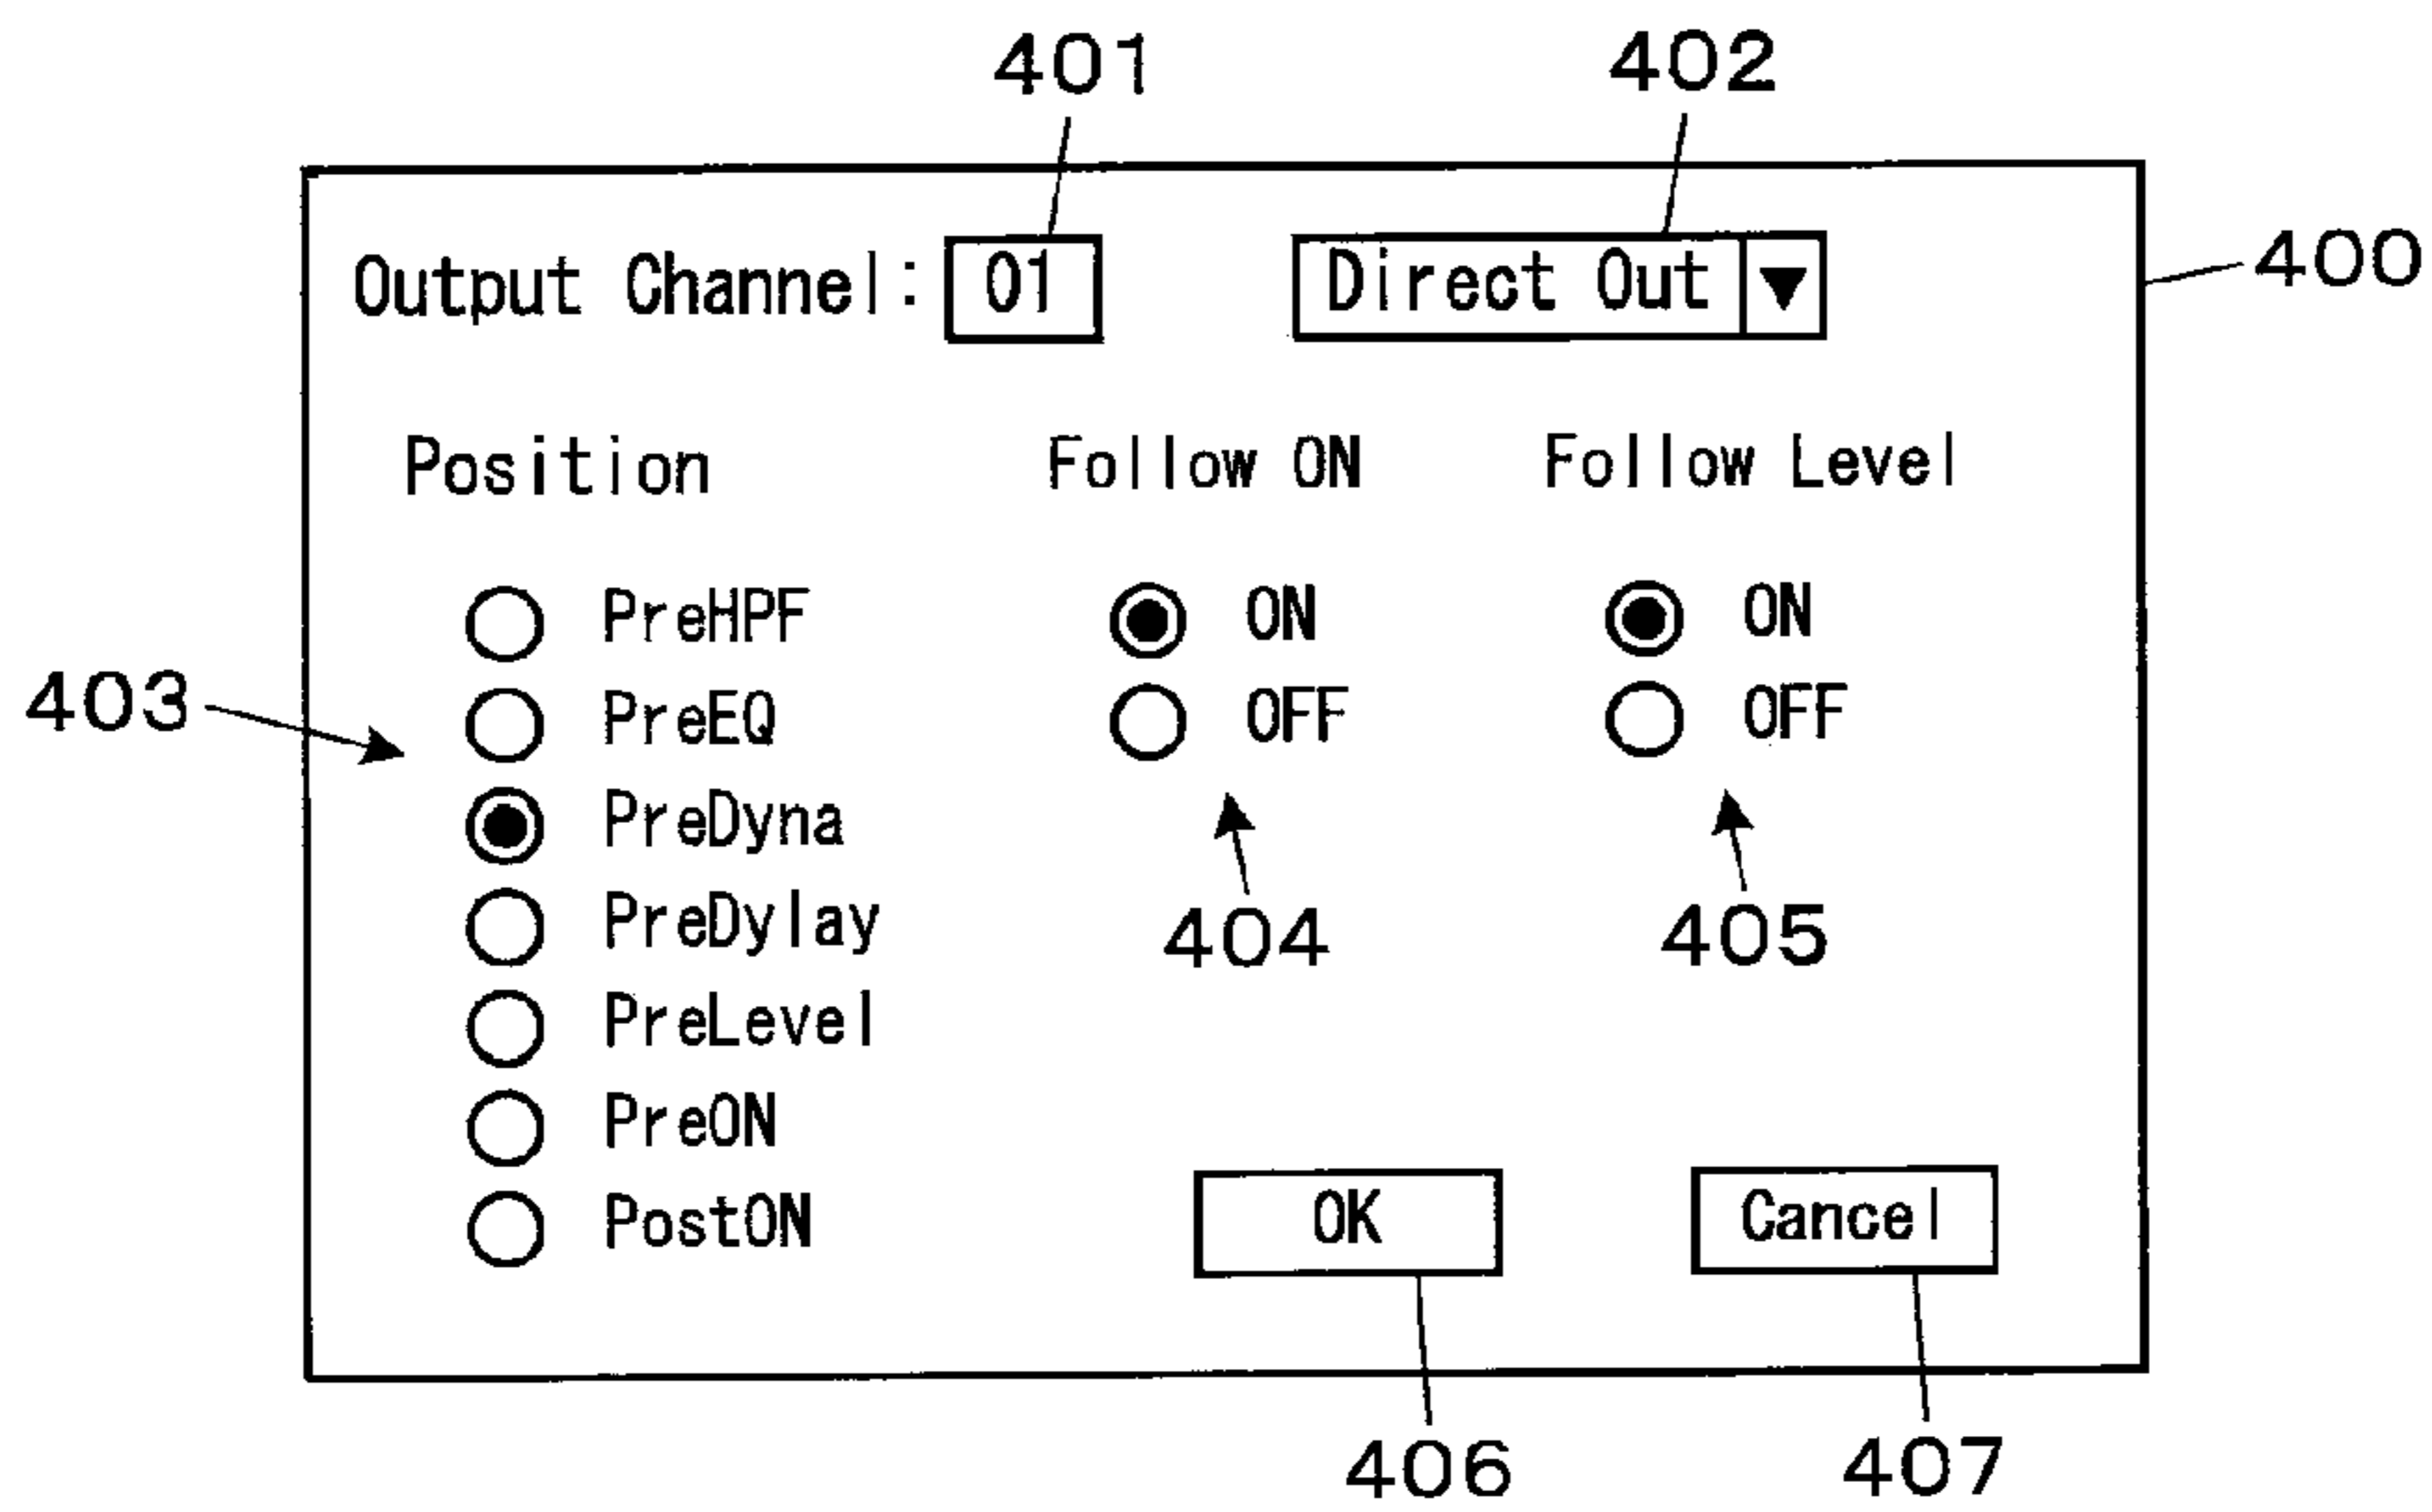 401 402
Output Channel: 01 Direct Out ▼ 400
Position Follow ON Follow Level
PreHPF ON ON
403 PreEQ OFF OFF
PreDyna
PreDylay 404 405
PreLevel
PreON
PostON OK Cancel
406 407